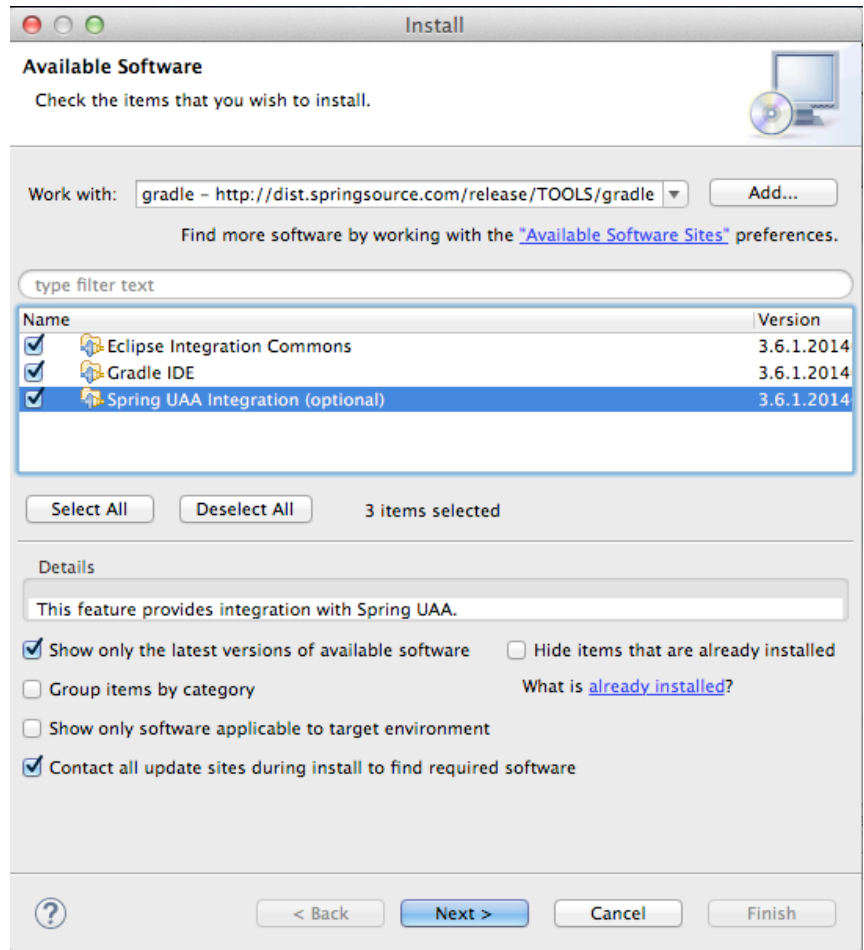 Install
Available Software
Check the items that you wish to install.
Work with: gradle – http://dist.springsource.com/release/TOOLS/gradle Add...
Find more software by working with the "Available Software Sites" preferences.
type filter text
Name Version
Eclipse Integration Commons 3.6.1.2014
Gradle IDE 3.6.1.2014
Spring UAA Integration (optional) 3.6.1.2014
Select All Deselect All 3 items selected
Details
This feature provides integration with Spring UAA.
Show only the latest versions of available software Hide items that are already installed
Group items by category What is already installed?
Show only software applicable to target environment
Contact all update sites during install to find required software
? < Back Next > Cancel Finish